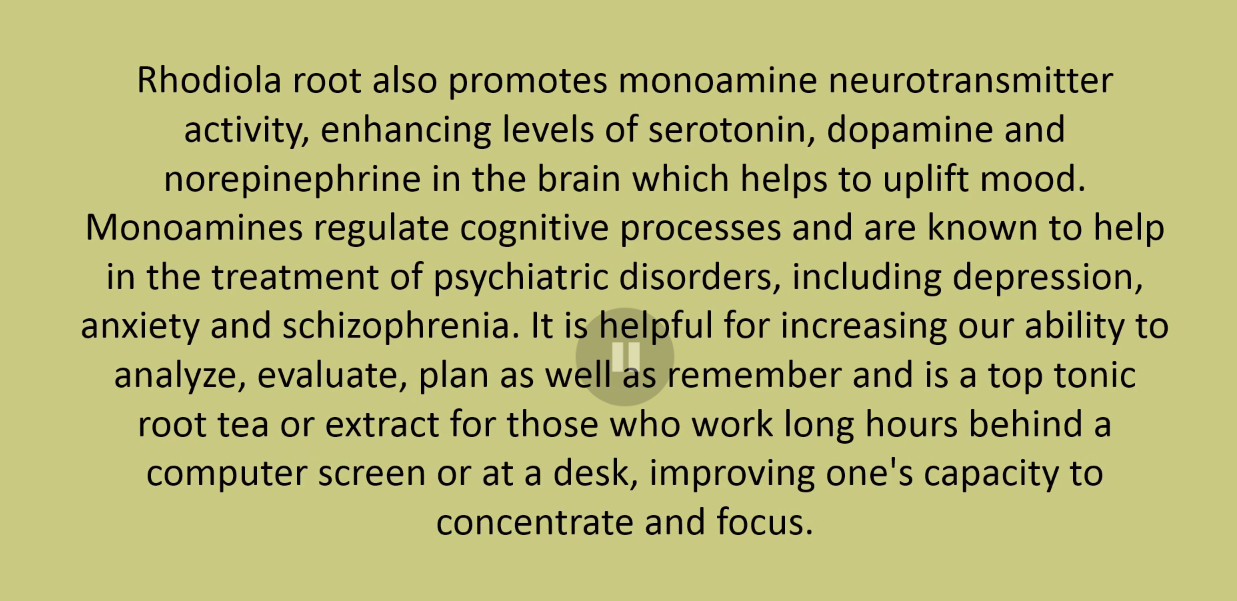 Rhodiola root also promotes monoamine neurotransmitter
activity, enhancing levels of serotonin, dopamine and
norepinephrine in the brain which helps to uplift mood.
Monoamines regulate cognitive processes and are known to help
in the treatment of psychiatric disorders, including depression,
anxiety and schizophrenia. It is helpful for increasing our ability to
analyze, evaluate, plan as well as remember and is a top tonic
root tea or extract for those who work long hours behind a
computer screen or at a desk, improving one's capacity to
concentrate and focus.